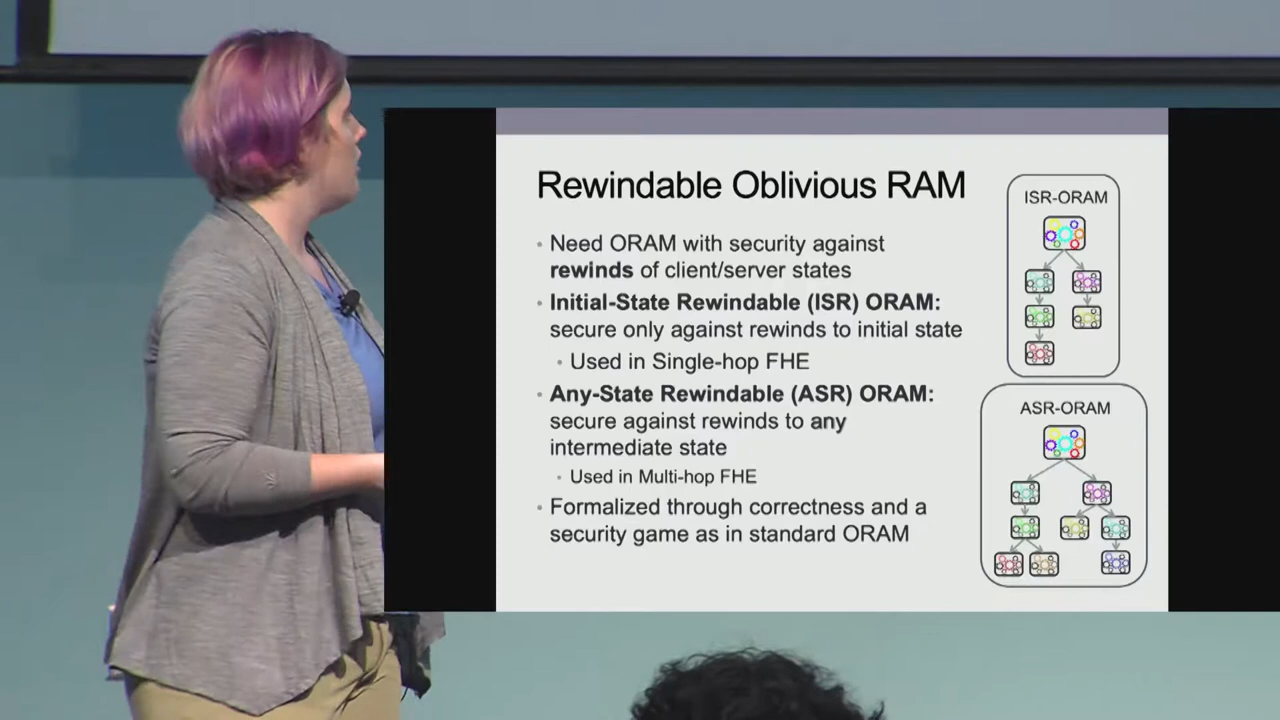 Rewindable Oblivious RAM
• Need ORAM with security against
rewinds of client/server states
• Initial-State Rewindable (ISR) ORAM:
secure only against rewinds to initial state
• Used in Single-hop FHE
• Any-State Rewindable (ASR) ORAM:
secure against rewinds to any
intermediate state
• Used in Multi-hop FHE
• Formalized through correctness and a
security game as in standard ORAM
ISR-ORAM
ASR-ORAM